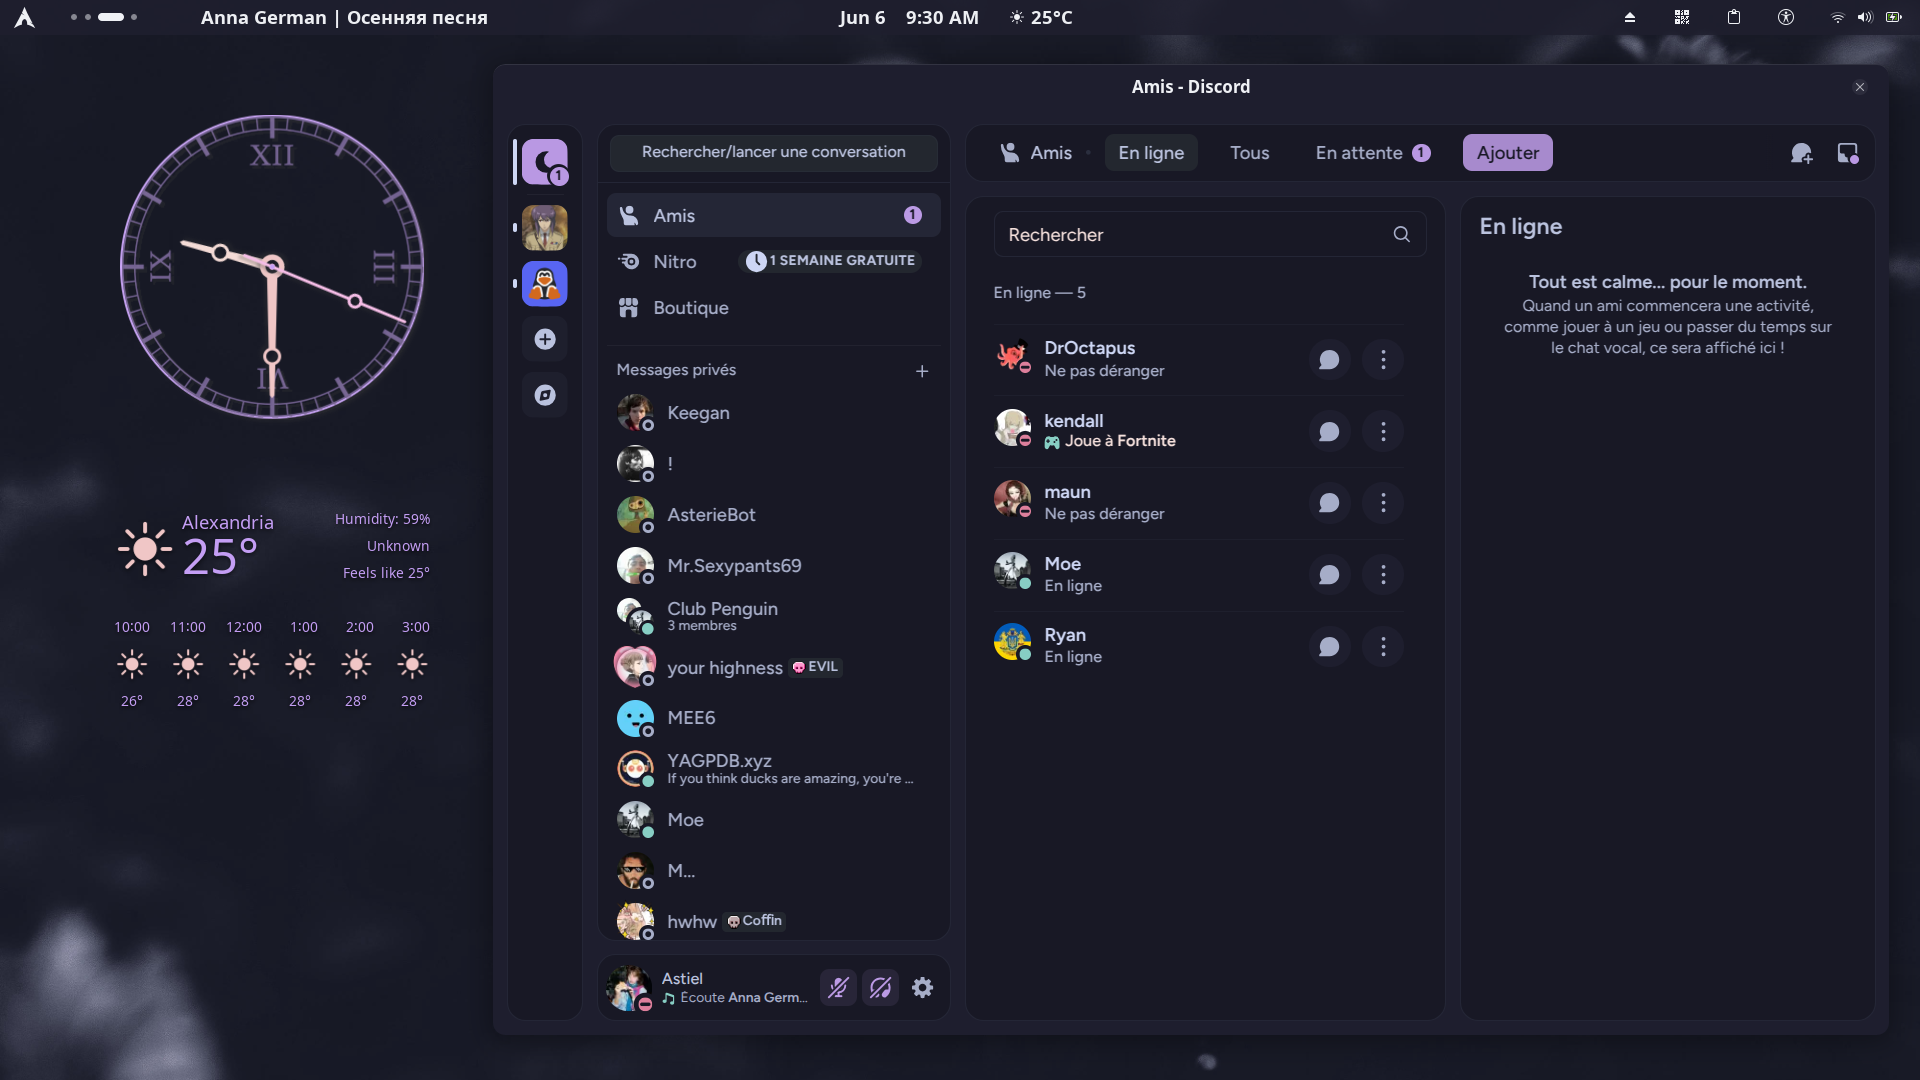 Anna German | Осенняя песня
Jun 6 9:30 AM 25°C
XII
III
VI
IX
Alexandria
25°
Humidity: 59%
Unknown
Feels like 25°
10:00 11:00 12:00 1:00 2:00 3:00
26° 28° 28° 28° 28° 28°
Amis - Discord
1
Rechercher/lancer une conversation
Amis 1
Nitro 1 SEMAINE GRATUITE
Boutique
Messages privés
Keegan
!
AsterieBot
Mr.Sexypants69
Club Penguin
3 membres
your highness EVIL
MEE6
YAGPDB.xyz
If you think ducks are amazing, you're ...
Moe
M...
hwhw Coffin
Astiel
Écoute Anna Germ...
Amis En ligne Tous En attente 1 Ajouter
Rechercher
En ligne — 5
DrOctapus
Ne pas déranger
kendall
Joue à Fortnite
maun
Ne pas déranger
Moe
En ligne
Ryan
En ligne
En ligne
Tout est calme... pour le moment.
Quand un ami commencera une activité,
comme jouer à un jeu ou passer du temps sur
le chat vocal, ce sera affiché ici !